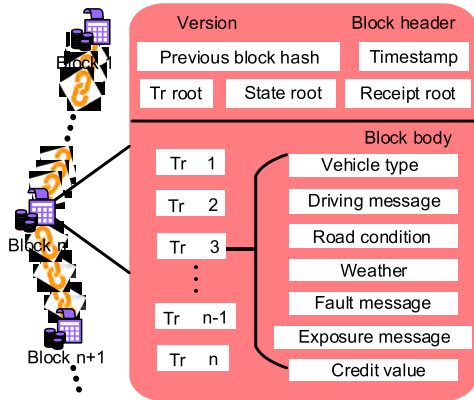 Version Block header
Previous block hash Timestamp
Tr root State root Receipt root
Block body
Tr 1
Tr 2
Tr 3
Tr n-1
Tr n
Vehicle type
Driving message
Road condition
Weather
Fault message
Exposure message
Credit value
Block 1
Block n
Block n+1